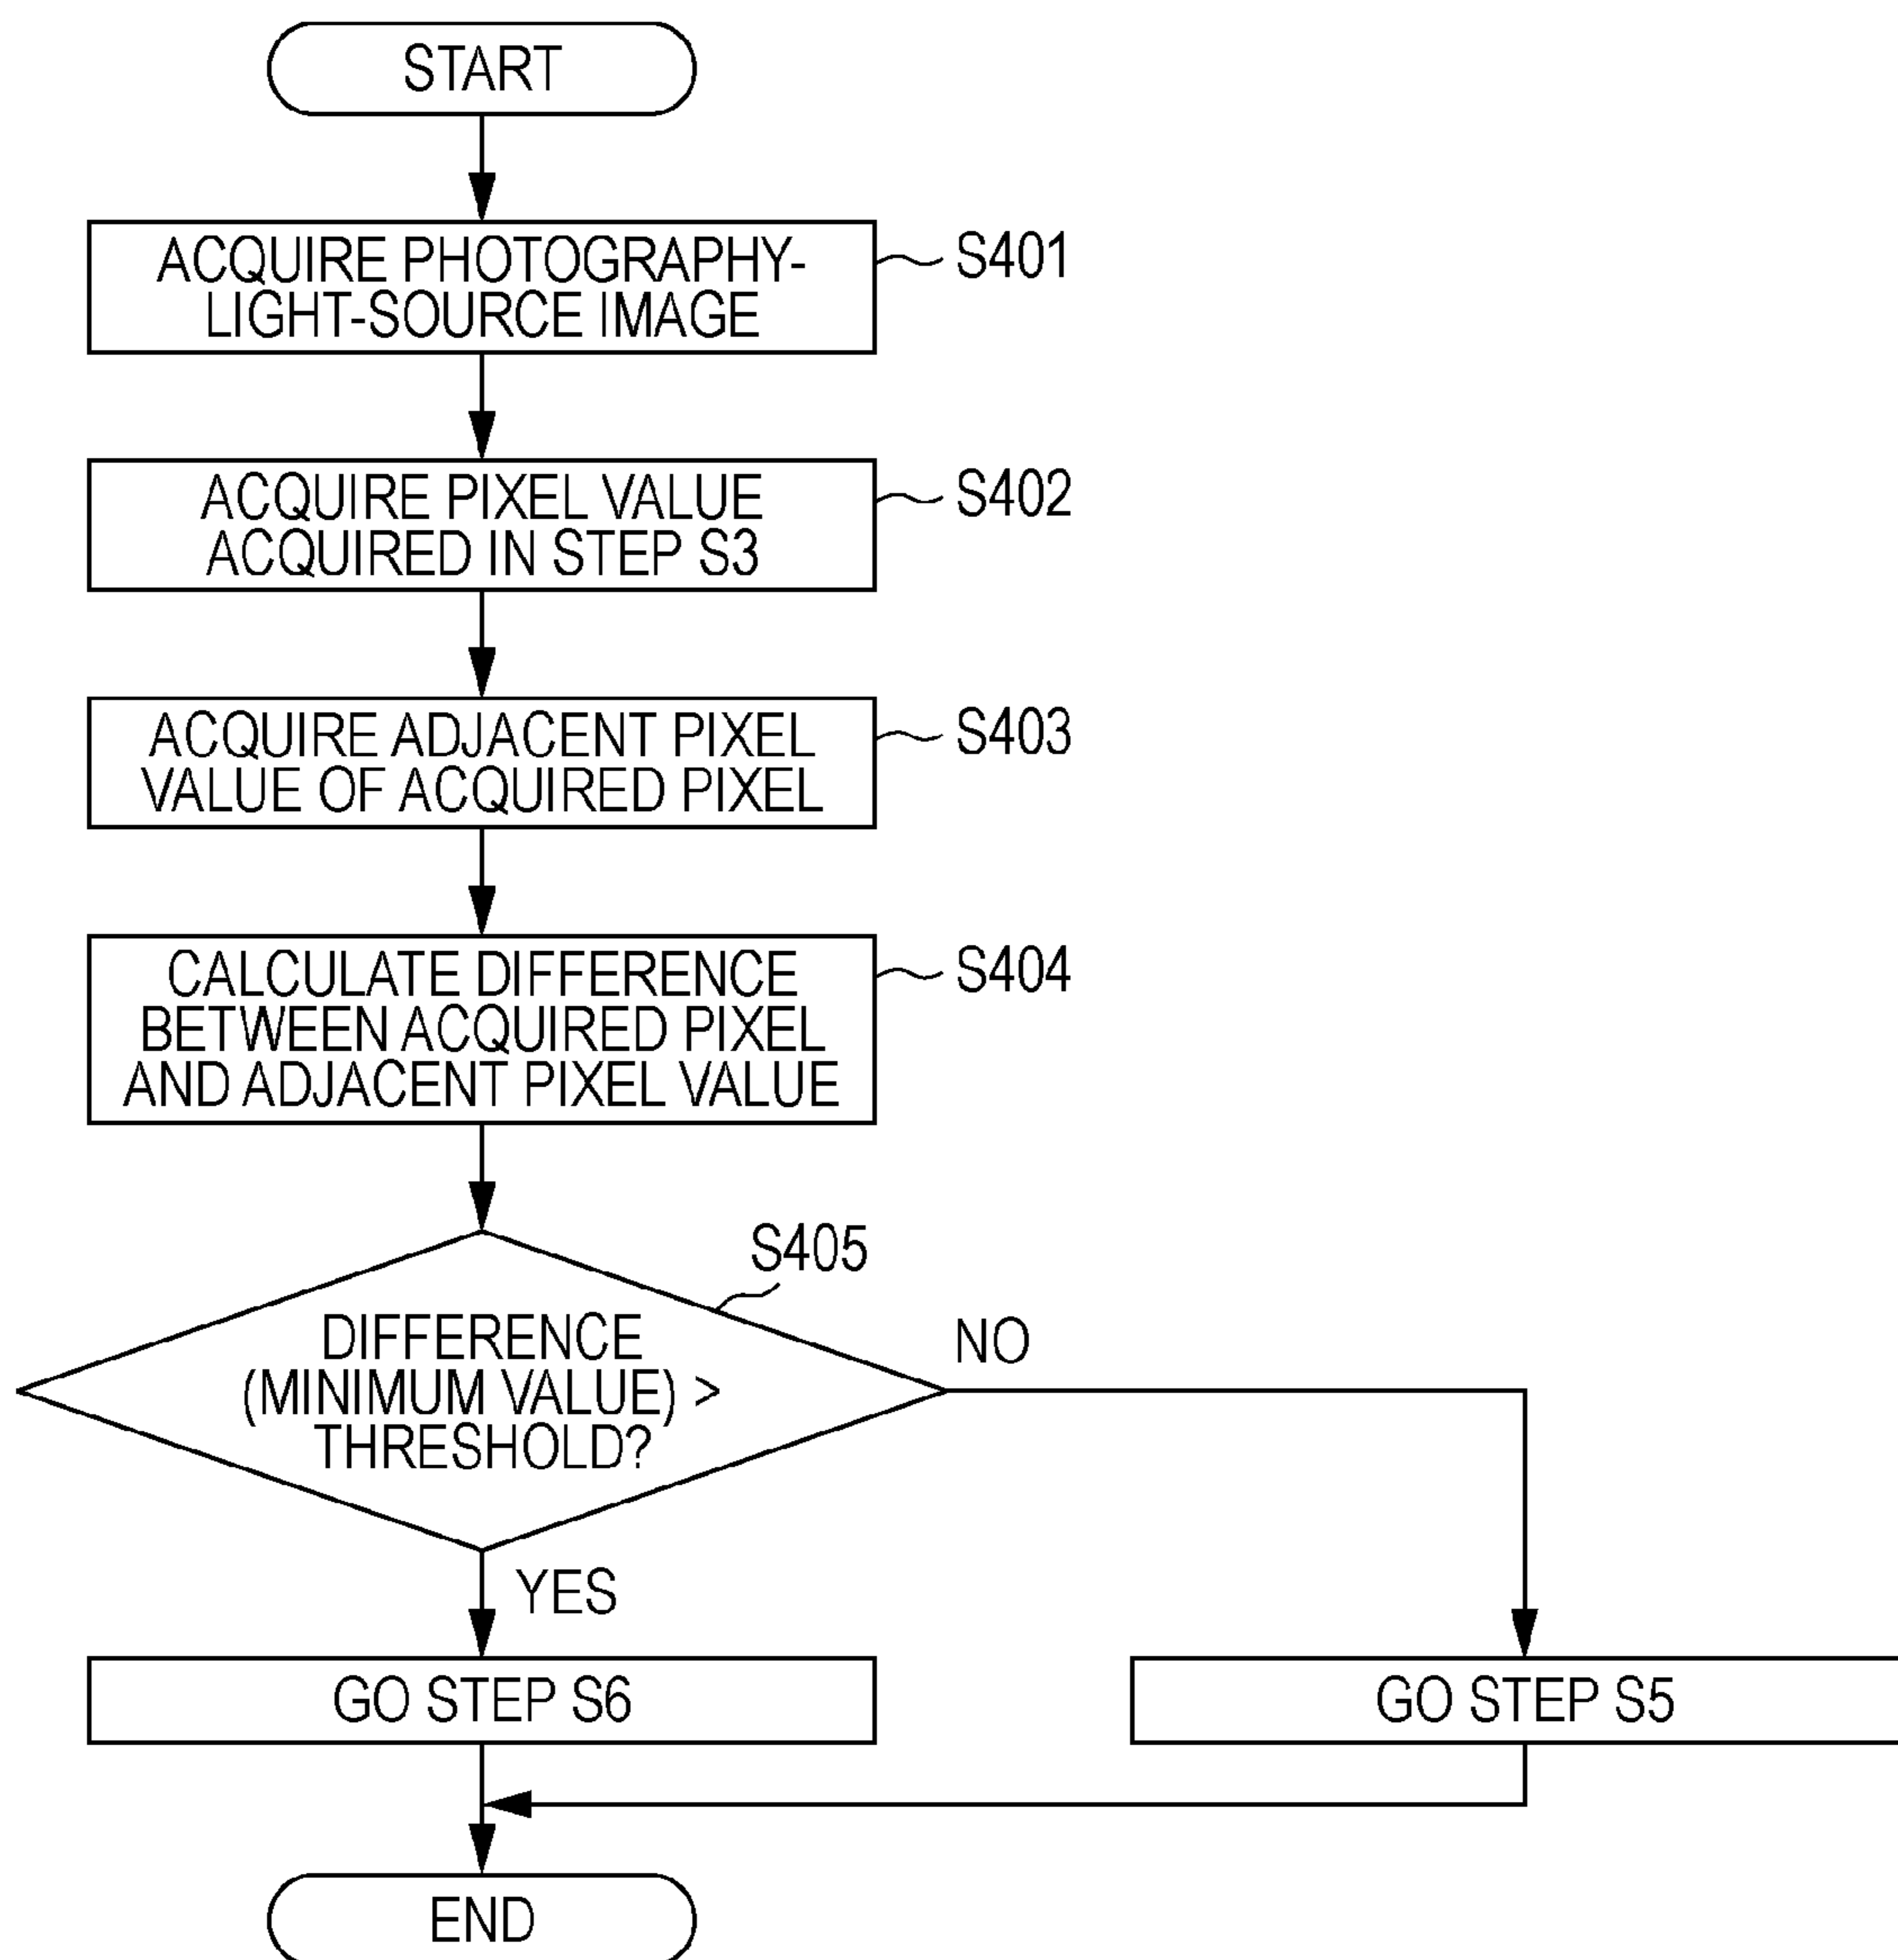 START
ACQUIRE PHOTOGRAPHY-
LIGHT-SOURCE IMAGE
S401
ACQUIRE PIXEL VALUE
ACQUIRED IN STEP S3
S402
ACQUIRE ADJACENT PIXEL
VALUE OF ACQUIRED PIXEL
S403
CALCULATE DIFFERENCE
BETWEEN ACQUIRED PIXEL
AND ADJACENT PIXEL VALUE
S404
S405
DIFFERENCE
(MINIMUM VALUE) >
THRESHOLD?
NO
YES
GO STEP S6
GO STEP S5
END